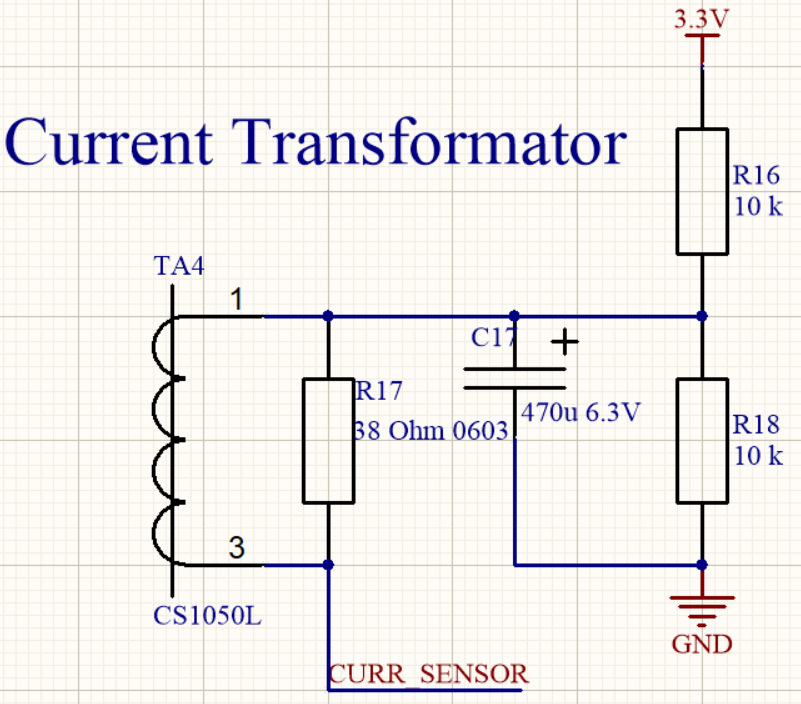 3.3V
Current Transformator
R16
10 k
TA4
1
C17
+
R17
470u 6.3V
38 Ohm 0603
R18
10 k
3
CS1050L
GND
CURR_SENSOR